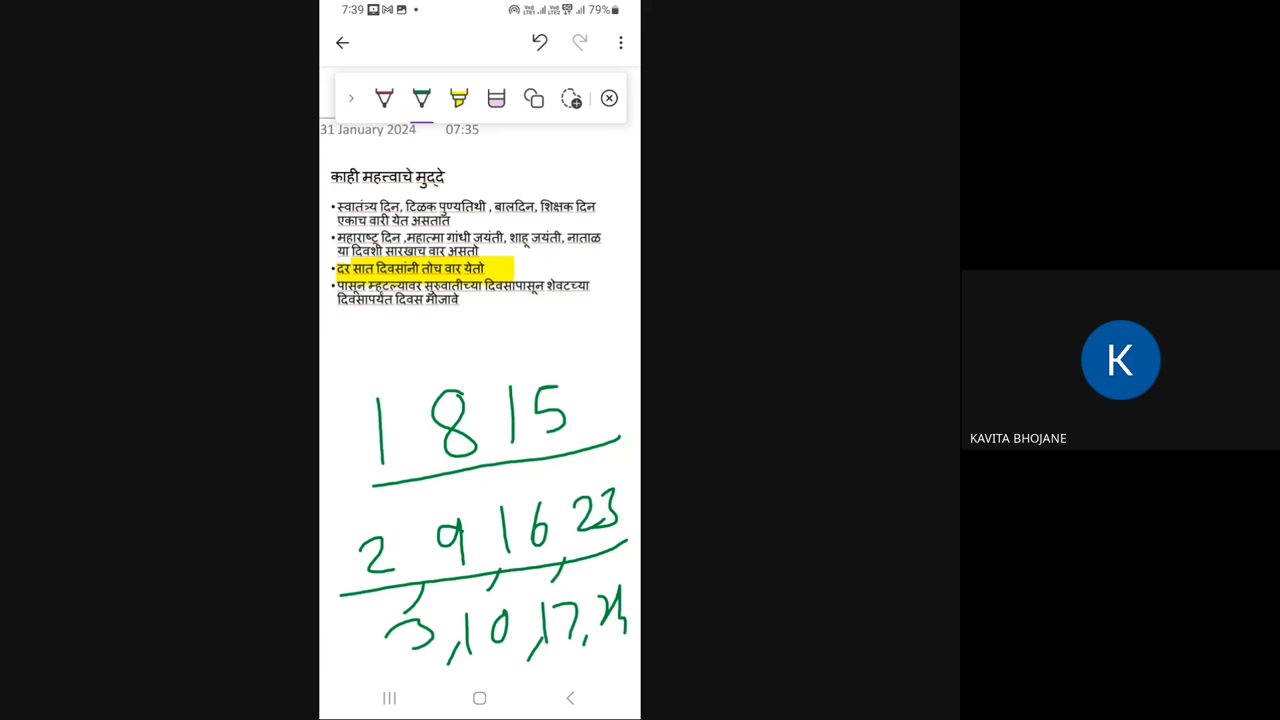 7:39 79%
31 January 2024 07:35
काही महत्त्वाचे मुद्दे
• स्वातंत्र्य दिन, टिळक पुण्यतिथी , बालदिन, शिक्षक दिन
एकाच वारी येत असतात
• महाराष्ट्र दिन ,महात्मा गांधी जयंती, शाहू जयंती, नाताळ
या दिवशी सारखाच वार असतो
• दर सात दिवसांनी तोच वार येतो
• पासून म्हटल्यावर सुरुवातीच्या दिवसापासून शेवटच्या
दिवसापर्यंत दिवस मोजावे
1 8 15
2 9 16 23
3, 10, 17, 24
K
KAVITA BHOJANE